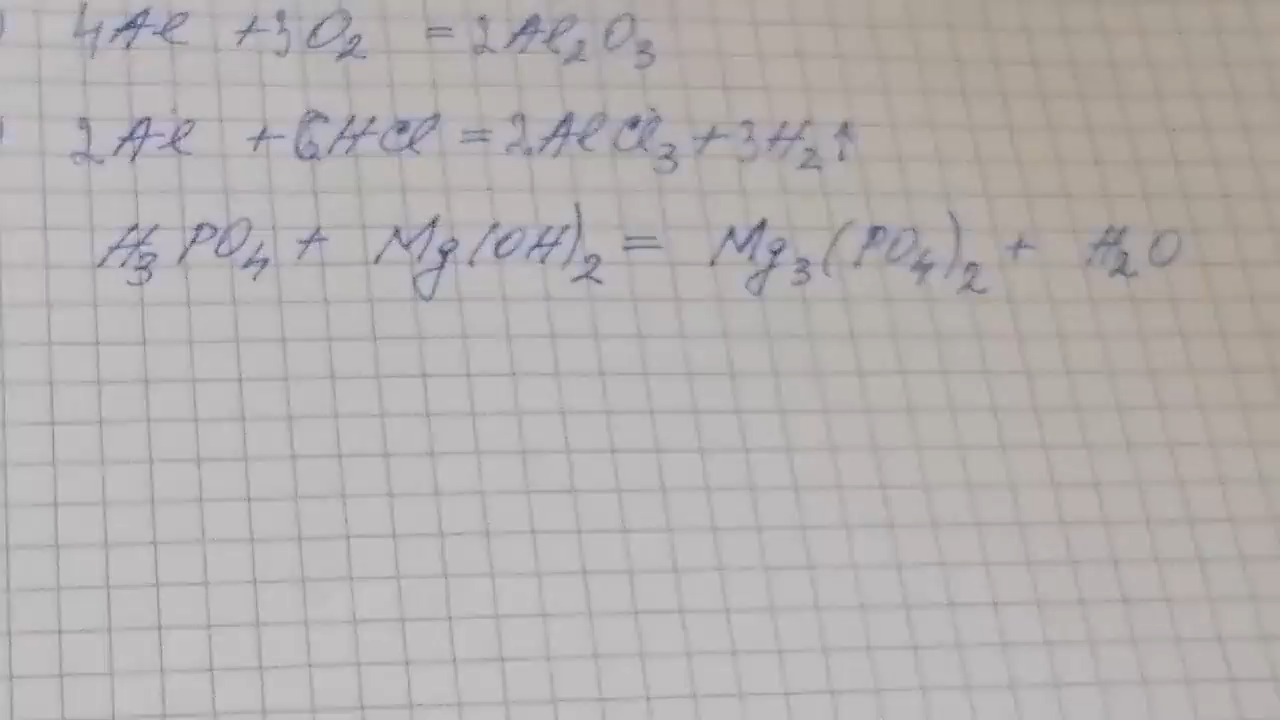 4Al + 3O₂ = 2Al₂O₃
2Al + 6HCl = 2AlCl₃ + 3H₂↑
H₃PO₄ + Mg(OH)₂ = Mg₃(PO₄)₂ + H₂O